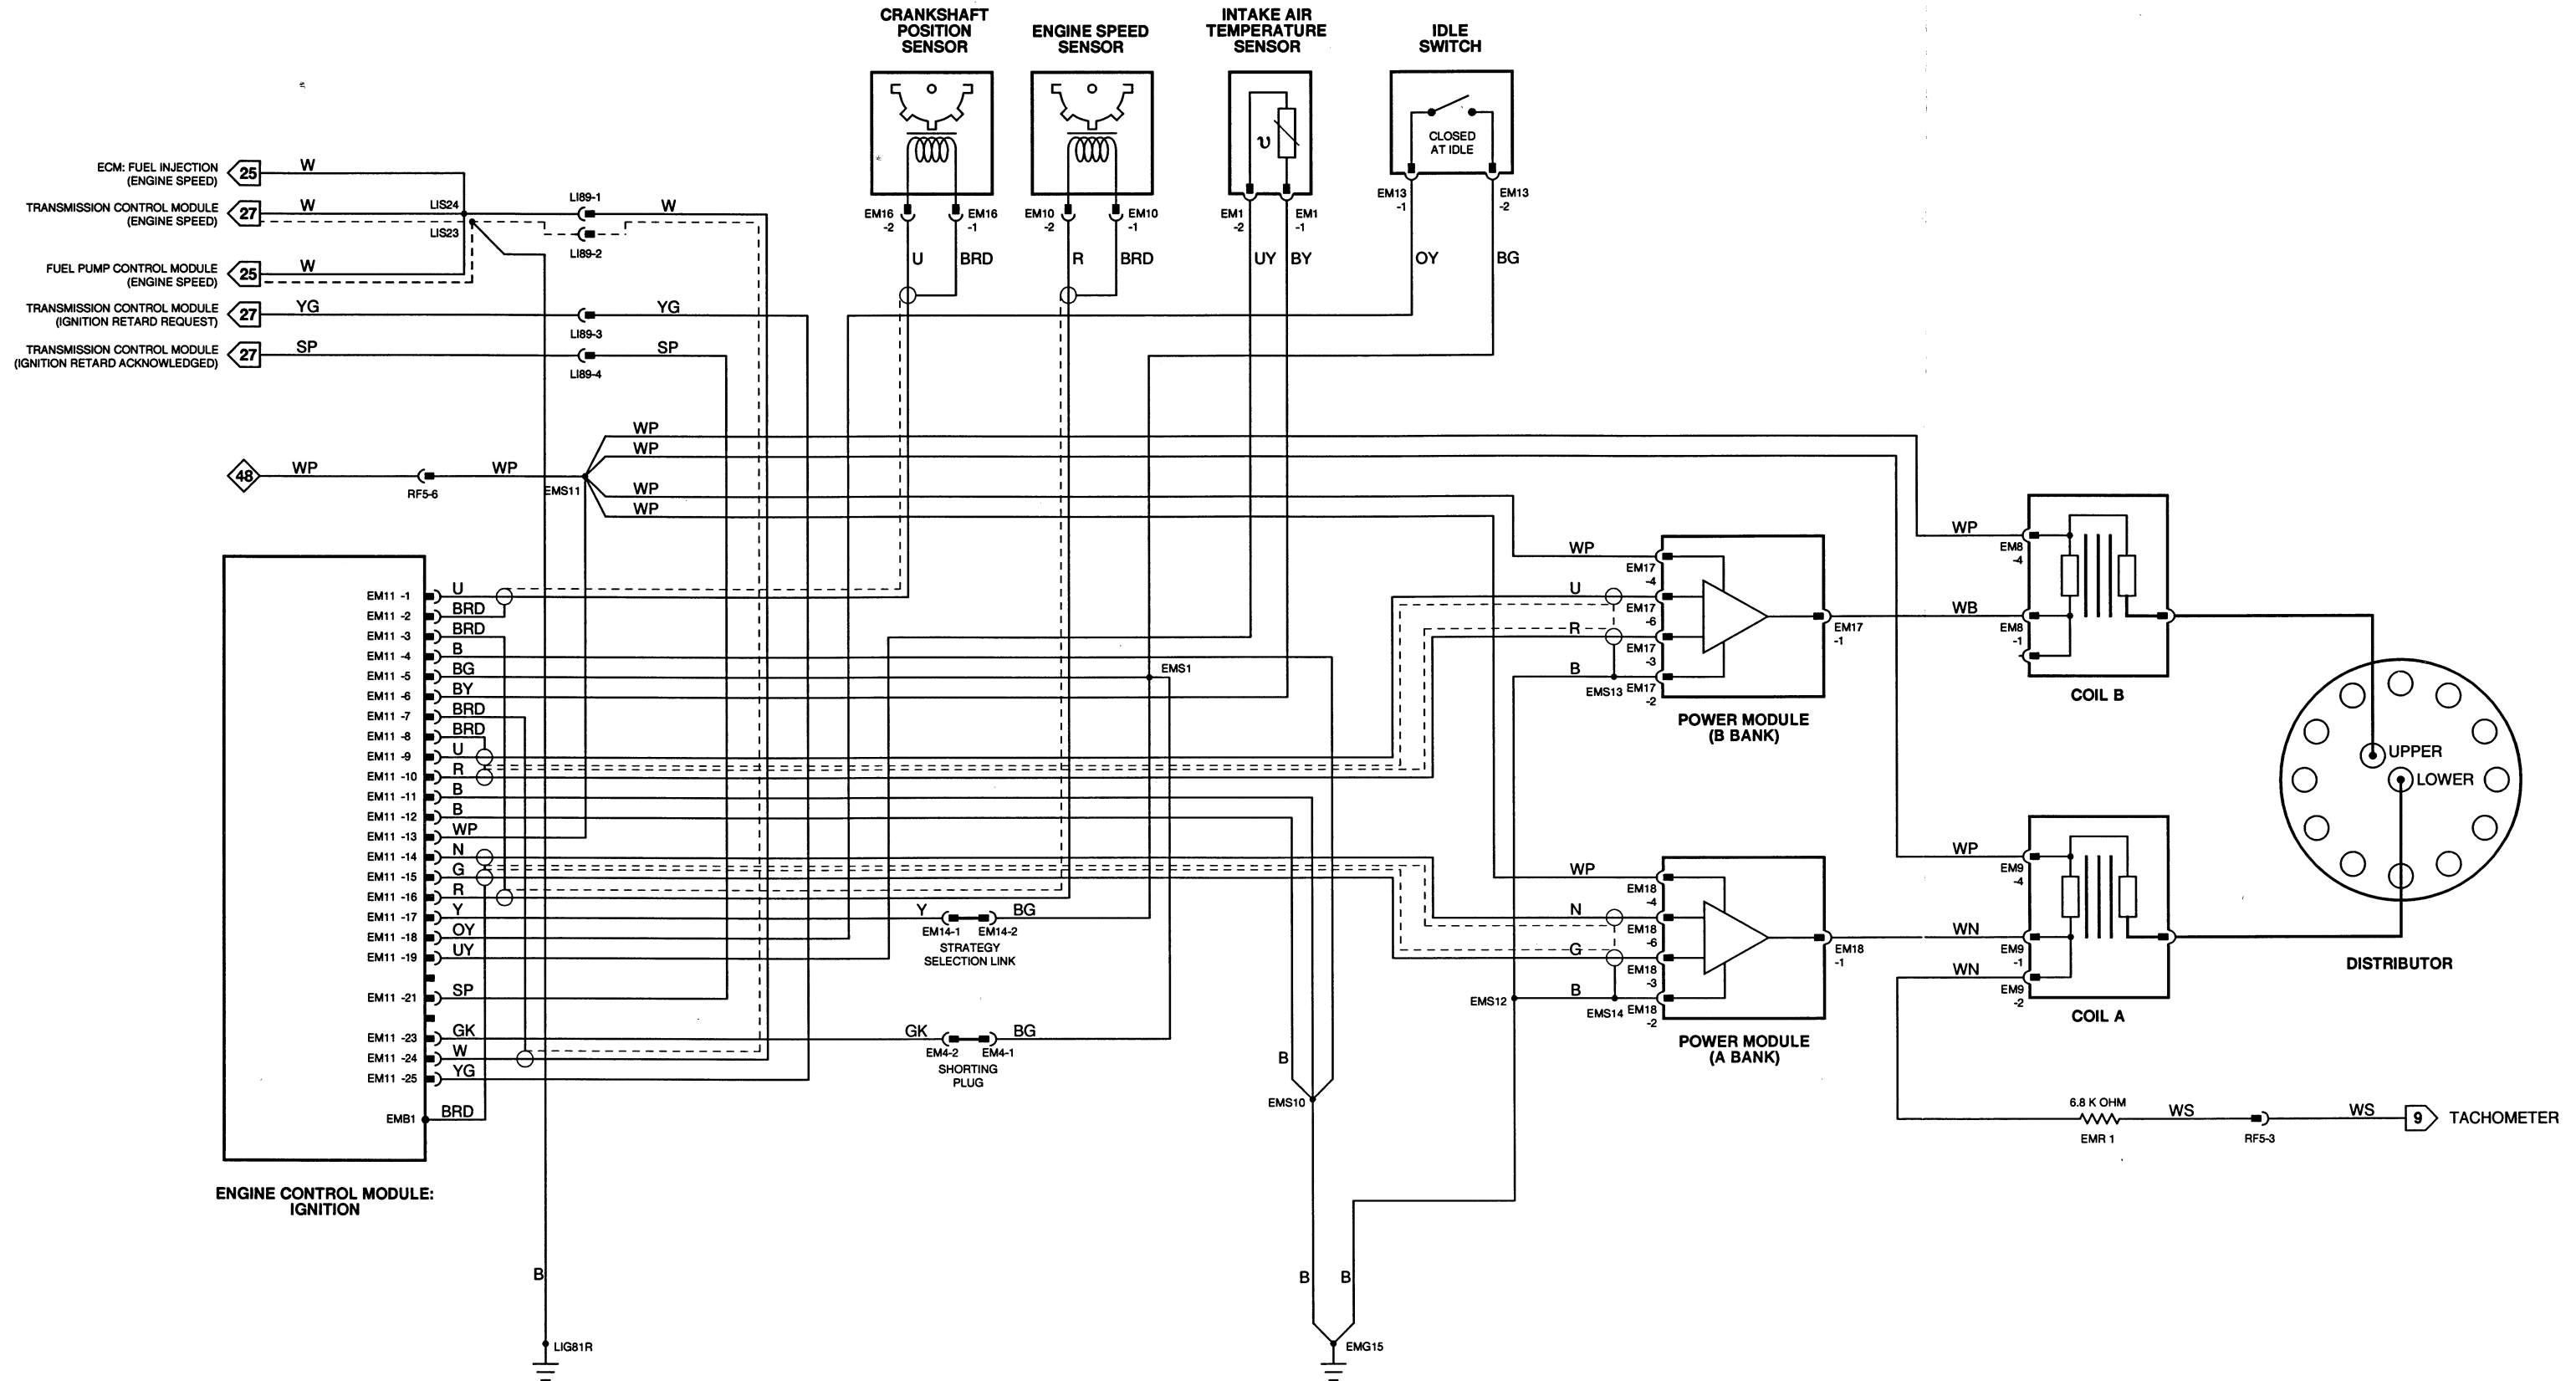 CRANKSHAFT
POSITION
SENSOR
ENGINE SPEED
SENSOR
INTAKE AIR
TEMPERATURE
SENSOR
IDLE
SWITCH
CLOSED
AT IDLE
υ
EM16
-2
EM16
-1
EM10
-2
EM10
-1
EM1
-2
EM1
-1
EM13
-1
EM13
-2
U
BRD
R
BRD
UY
BY
OY
BG
ECM: FUEL INJECTION
(ENGINE SPEED)
25
W
TRANSMISSION CONTROL MODULE
(ENGINE SPEED)
27
W
LIS24
LIS23
LI89-1
W
LI89-2
FUEL PUMP CONTROL MODULE
(ENGINE SPEED)
25
W
TRANSMISSION CONTROL MODULE
(IGNITION RETARD REQUEST)
27
YG
LI89-3
YG
TRANSMISSION CONTROL MODULE
(IGNITION RETARD ACKNOWLEDGED)
27
SP
LI89-4
SP
48
WP
RF5-6
WP
EMS11
WP
WP
WP
WP
EM11 -1
U
EM11 -2
BRD
EM11 -3
BRD
EM11 -4
B
EM11 -5
BG
EM11 -6
BY
EM11 -7
BRD
EM11 -8
BRD
EM11 -9
U
EM11 -10
R
EM11 -11
B
EM11 -12
B
EM11 -13
WP
EM11 -14
N
EM11 -15
G
EM11 -16
R
EM11 -17
Y
EM11 -18
OY
EM11 -19
UY
EM11 -21
SP
EM11 -23
GK
EM11 -24
W
EM11 -25
YG
EMB1
BRD
ENGINE CONTROL MODULE:
IGNITION
EMS1
Y
BG
EM14-1
EM14-2
STRATEGY
SELECTION LINK
GK
BG
EM4-2
EM4-1
SHORTING
PLUG
B
LIG81R
B
EMS10
B
B
EMG15
WP
EM17
-4
U
EM17
-6
R
EM17
-3
B
EMS13
EM17
-2
EM17
-1
POWER MODULE
(B BANK)
WP
EM18
-4
N
EM18
-6
G
EM18
-3
B
EMS12
EMS14
EM18
-2
EM18
-1
POWER MODULE
(A BANK)
WP
EM8
-4
WB
EM8
-1
COIL B
WP
EM9
-4
WN
EM9
-1
WN
EM9
-2
COIL A
UPPER
LOWER
DISTRIBUTOR
6.8 K OHM
EMR 1
WS
RF5-3
WS
9
TACHOMETER